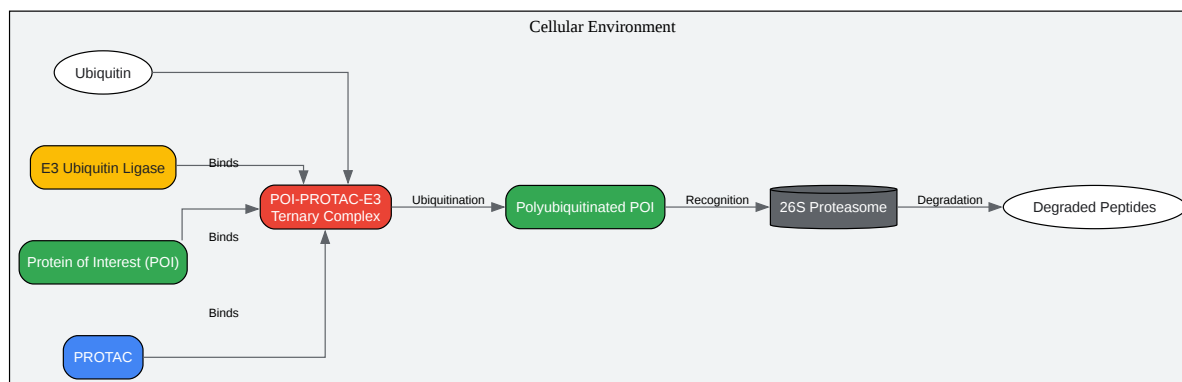 Cellular Environment
Ubiquitin
E3 Ubiquitin Ligase
Binds
POI-PROTAC-E3
Ternary Complex
Ubiquitination
Polyubiquitinated POI
Recognition
26S Proteasome
Degradation
Degraded Peptides
Binds
Protein of Interest (POI)
Binds
PROTAC